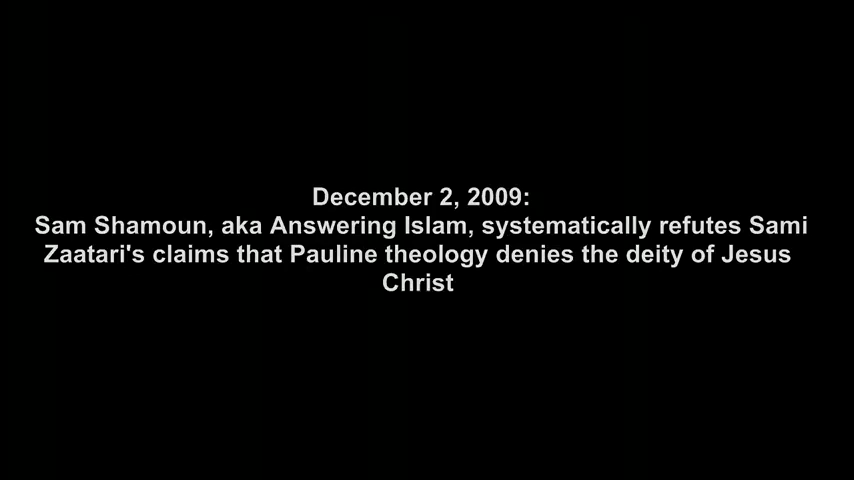 December 2, 2009:
Sam Shamoun, aka Answering Islam, systematically refutes Sami
Zaatari's claims that Pauline theology denies the deity of Jesus
Christ